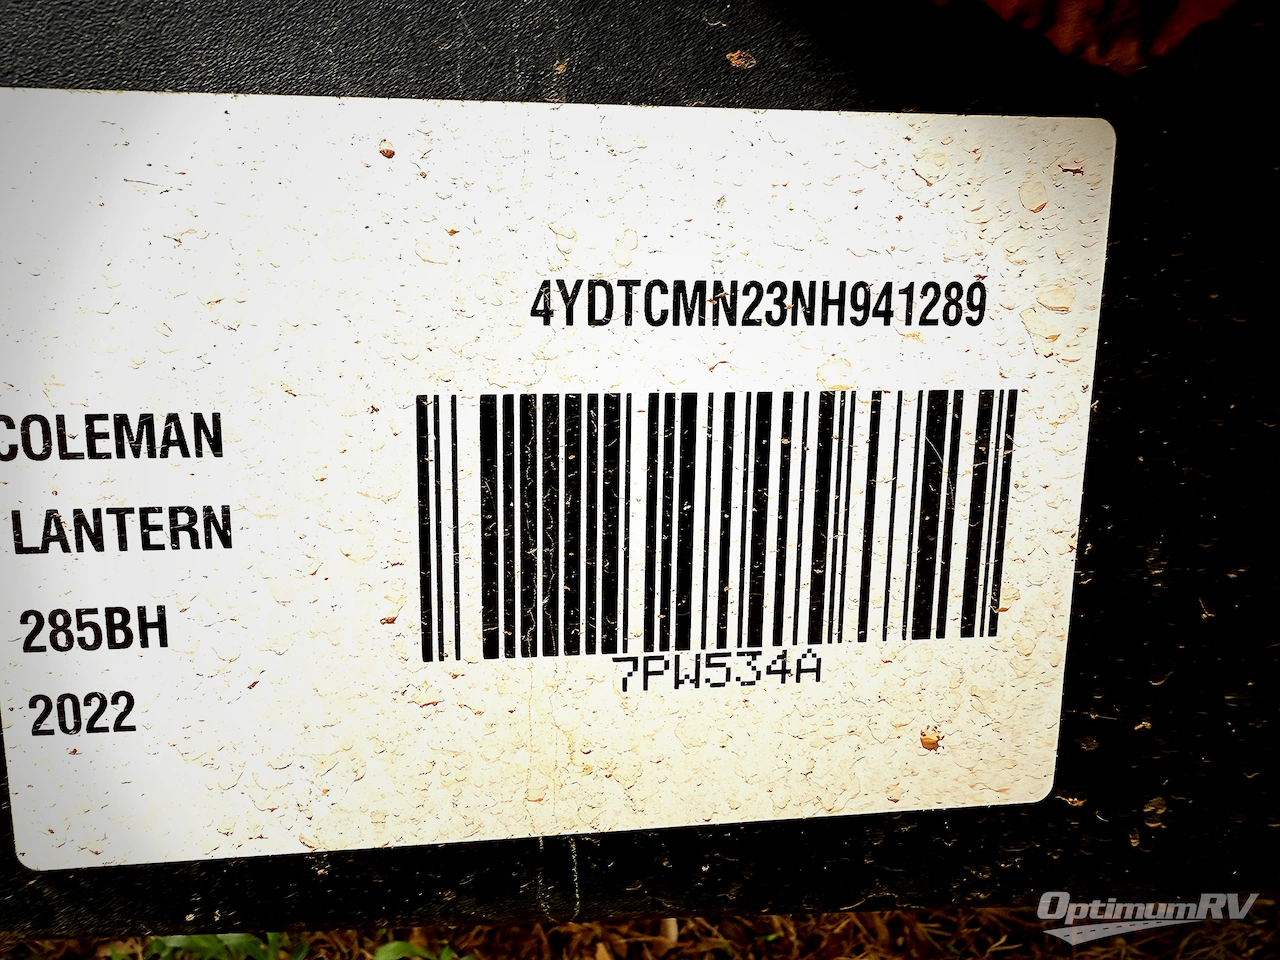 4YDTCMN23NH941289
COLEMAN
LANTERN
285BH
2022
7PW534A
OptimumRV